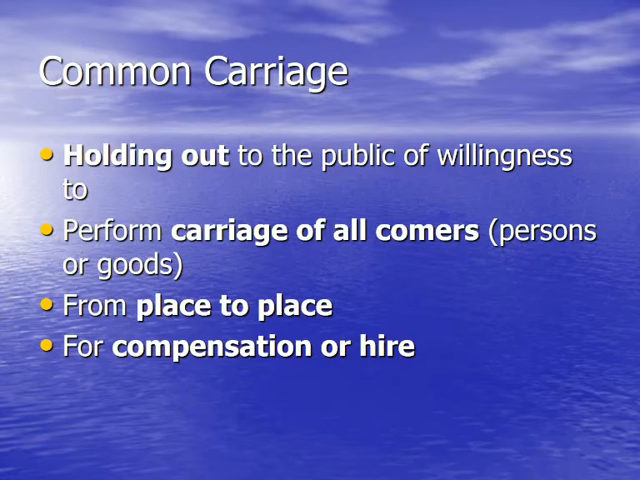 Common Carriage
• Holding out to the public of willingness
to
• Perform carriage of all comers (persons
or goods)
• From place to place
• For compensation or hire